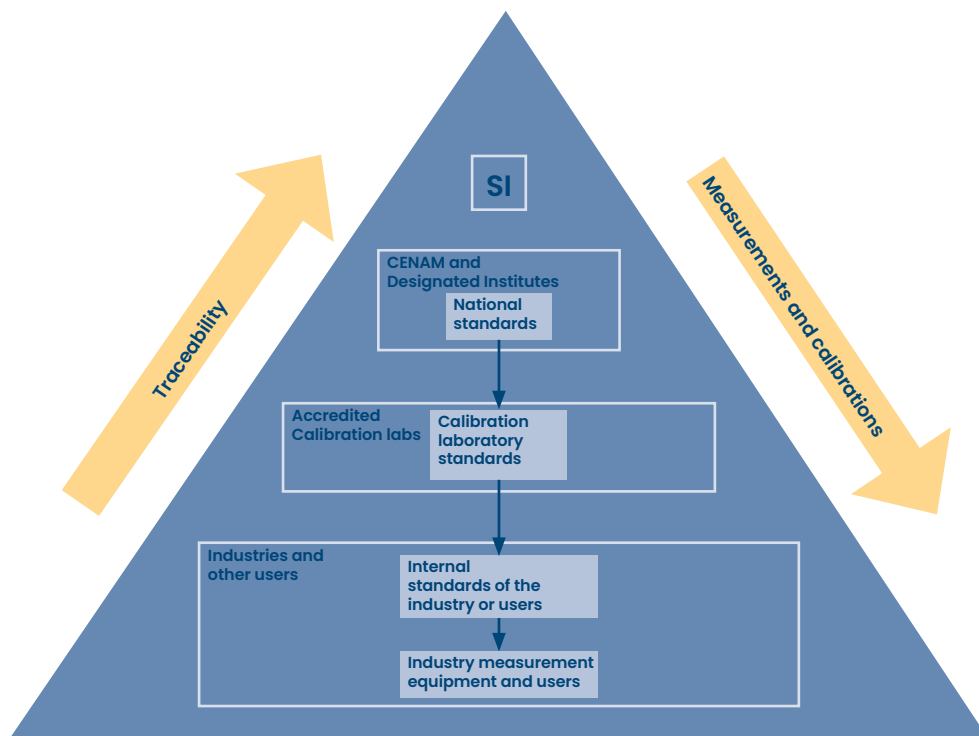 SI
Traceability
Measurements and calibrations
CENAM and
Designated Institutes
National
standards
Accredited
Calibration labs
Calibration
laboratory
standards
Industries and
other users
Internal
standards of the
industry or users
Industry measurement
equipment and users